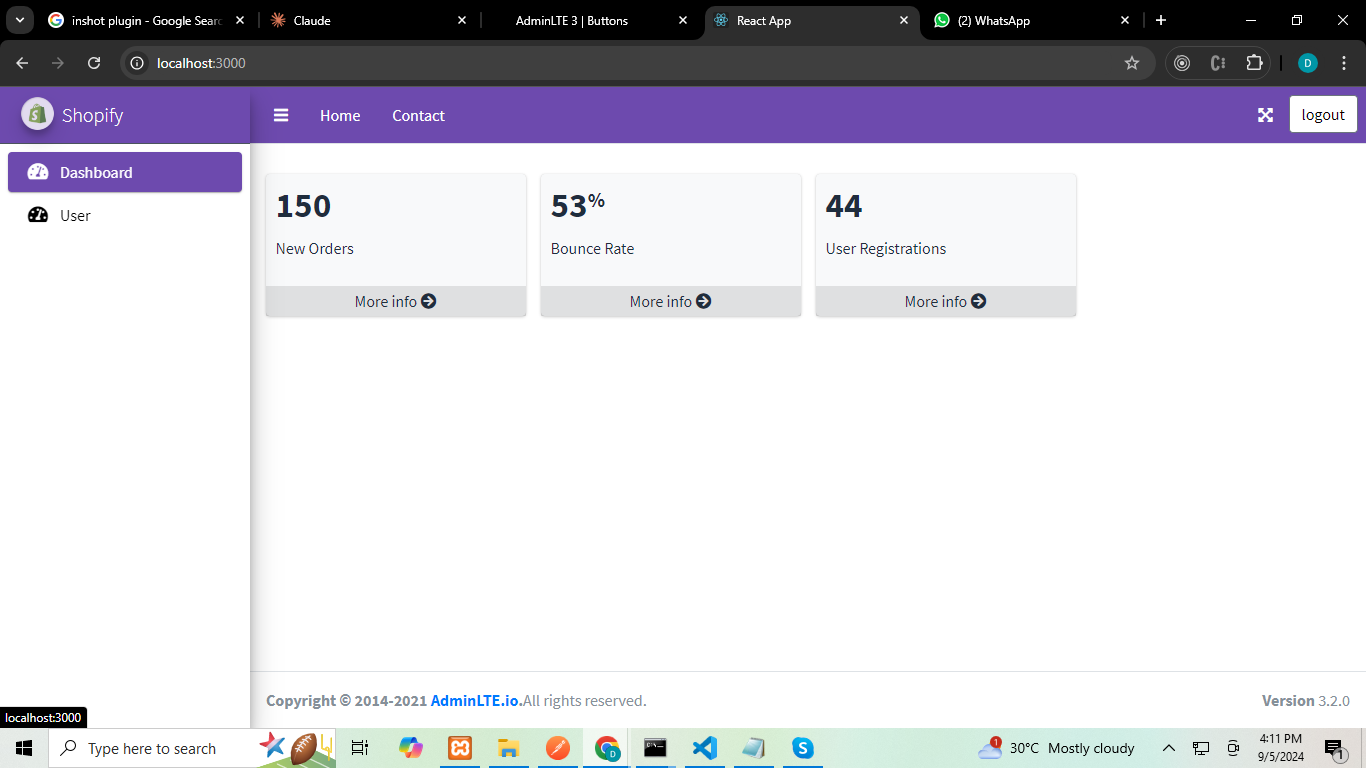 inshot plugin - Google Searc
Claude
AdminLTE 3 | Buttons
React App
(2) WhatsApp
localhost:3000
D
Shopify
Home
Contact
logout
Dashboard
User
150
New Orders
More info
53%
Bounce Rate
More info
44
User Registrations
More info
Copyright © 2014-2021 AdminLTE.io.All rights reserved.
Version 3.2.0
localhost:3000
Type here to search
30°C Mostly cloudy
4:11 PM
9/5/2024